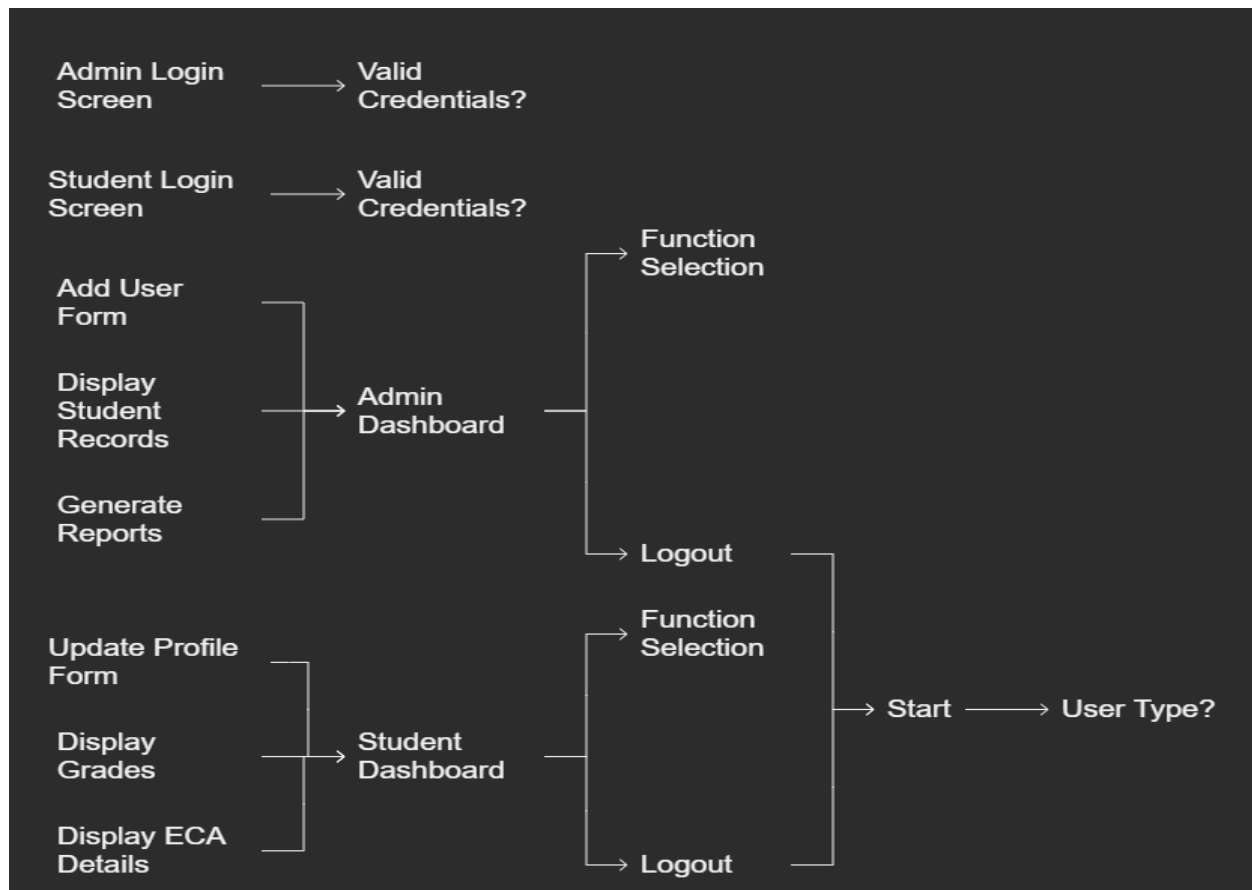 Admin Login
Screen
Valid
Credentials?
Student Login
Screen
Valid
Credentials?
Function
Selection
Add User
Form
Display
Student
Records
Admin
Dashboard
Generate
Reports
Logout
Function
Selection
Update Profile
Form
Start
User Type?
Display
Grades
Student
Dashboard
Display ECA
Details
Logout